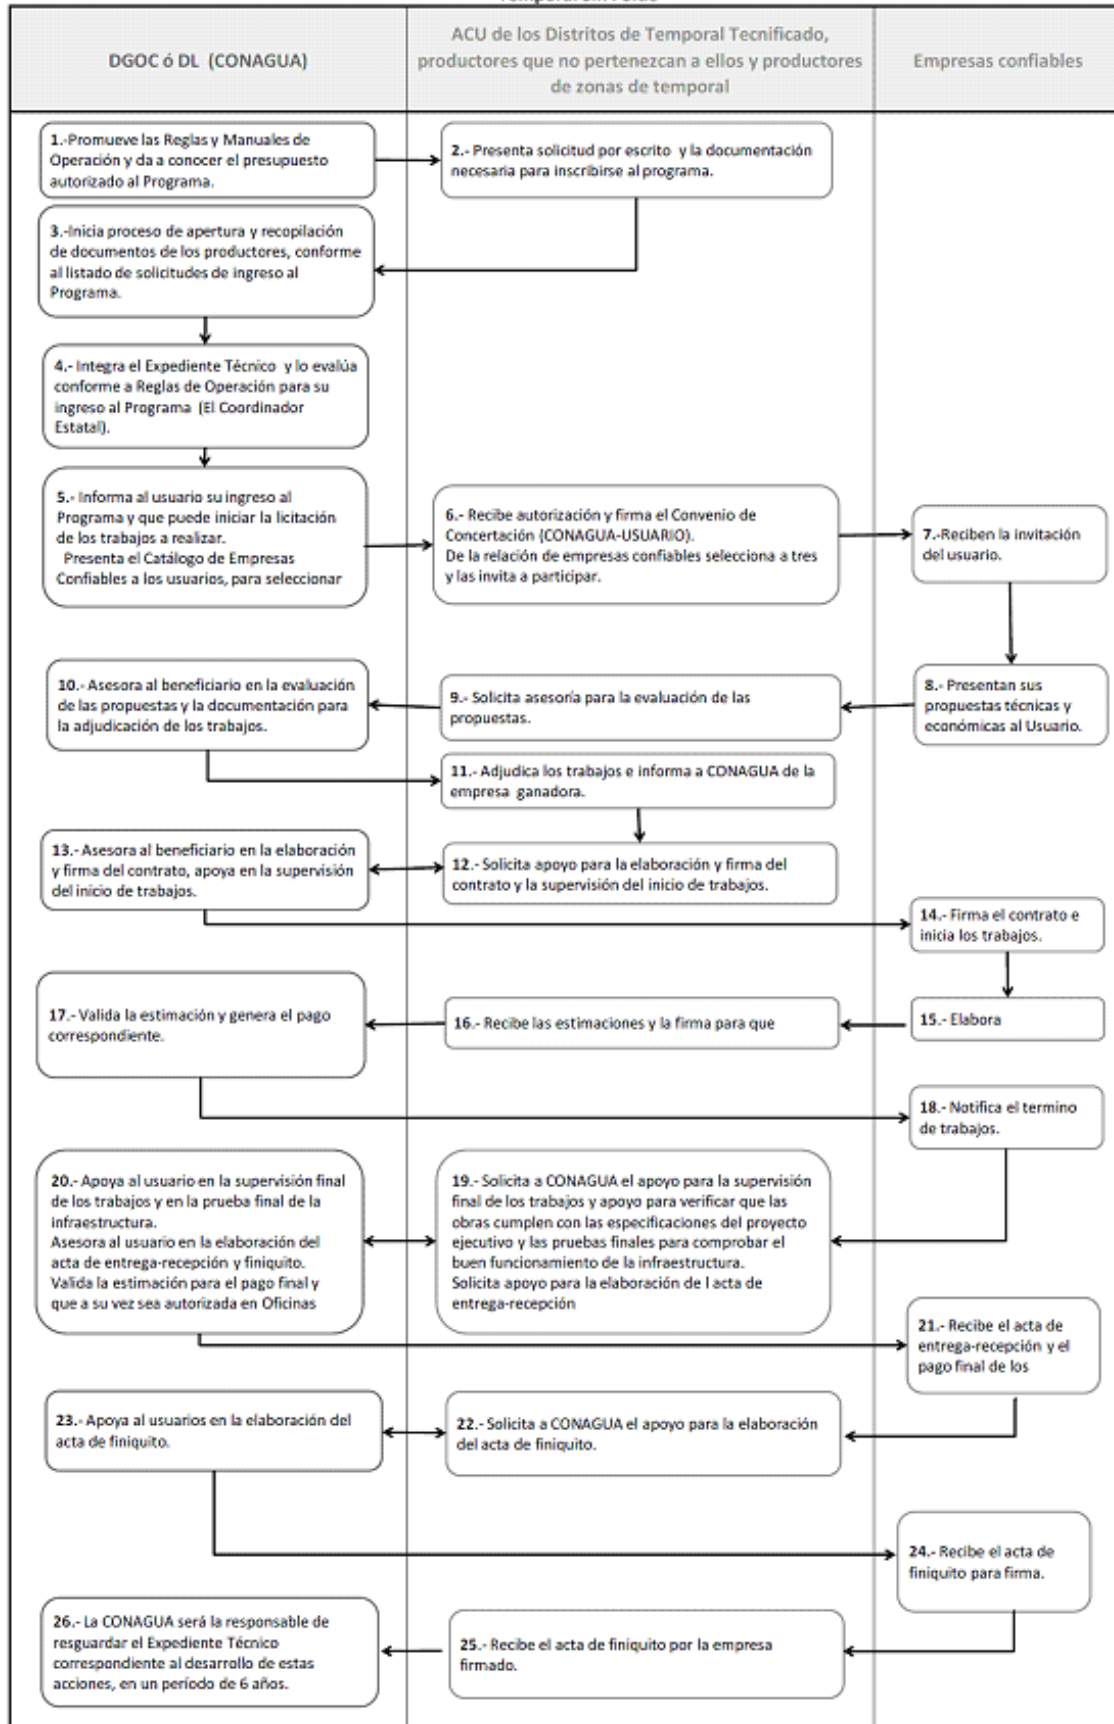 DGOC ó DL (CONAGUA)
ACU de los Distritos de Temporal Tecnificado,
productores que no pertenezcan a ellos y productores
de zonas de temporal
Empresas confiables
1.-Promueve las Reglas y Manuales de
Operación y da a conocer el presupuesto
autorizado al Programa.
2.- Presenta solicitud por escrito y la documentación
necesaria para inscribirse al programa.
3.-Inicia proceso de apertura y recopilación
de documentos de los productores, conforme
al listado de solicitudes de ingreso al
Programa.
4.- Integra el Expediente Técnico y lo evalúa
conforme a Reglas de Operación para su
ingreso al Programa (El Coordinador
Estatal).
5.- Informa al usuario su ingreso al
Programa y que puede iniciar la licitación
de los trabajos a realizar.
Presenta el Catálogo de Empresas
Confiables a los usuarios, para seleccionar
6.- Recibe autorización y firma el Convenio de
Concertación (CONAGUA-USUARIO).
De la relación de empresas confiables selecciona a tres
y las invita a participar.
7.-Reciben la invitación
del usuario.
8.- Presentan sus
propuestas técnicas y
económicas al Usuario.
9.- Solicita asesoría para la evaluación de las
propuestas.
10.- Asesora al beneficiario en la evaluación
de las propuestas y la documentación para
la adjudicación de los trabajos.
11.- Adjudica los trabajos e informa a CONAGUA de la
empresa ganadora.
12.- Solicita apoyo para la elaboración y firma del
contrato y la supervisión del inicio de trabajos.
13.- Asesora al beneficiario en la elaboración
y firma del contrato, apoya en la supervisión
del inicio de trabajos.
14.- Firma el contrato e
inicia los trabajos.
15.- Elabora
16.- Recibe las estimaciones y la firma para que
17.- Valida la estimación y genera el pago
correspondiente.
18.- Notifica el termino
de trabajos.
19.- Solicita a CONAGUA el apoyo para la supervisión
final de los trabajos y apoyo para verificar que las
obras cumplen con las especificaciones del proyecto
ejecutivo y las pruebas finales para comprobar el
buen funcionamiento de la infraestructura.
Solicita apoyo para la elaboración de l acta de
entrega-recepción
20.- Apoya al usuario en la supervisión final
de los trabajos y en la prueba final de la
infraestructura.
Asesora al usuario en la elaboración del
acta de entrega-recepción y finiquito.
Valida la estimación para el pago final y
que a su vez sea autorizada en Oficinas
21.- Recibe el acta de
entrega-recepción y el
pago final de los
22.- Solicita a CONAGUA el apoyo para la elaboración
del acta de finiquito.
23.- Apoya al usuarios en la elaboración del
acta de finiquito.
24.- Recibe el acta de
finiquito para firma.
25.- Recibe el acta de finiquito por la empresa
firmado.
26.- La CONAGUA será la responsable de
resguardar el Expediente Técnico
correspondiente al desarrollo de estas
acciones, en un período de 6 años.